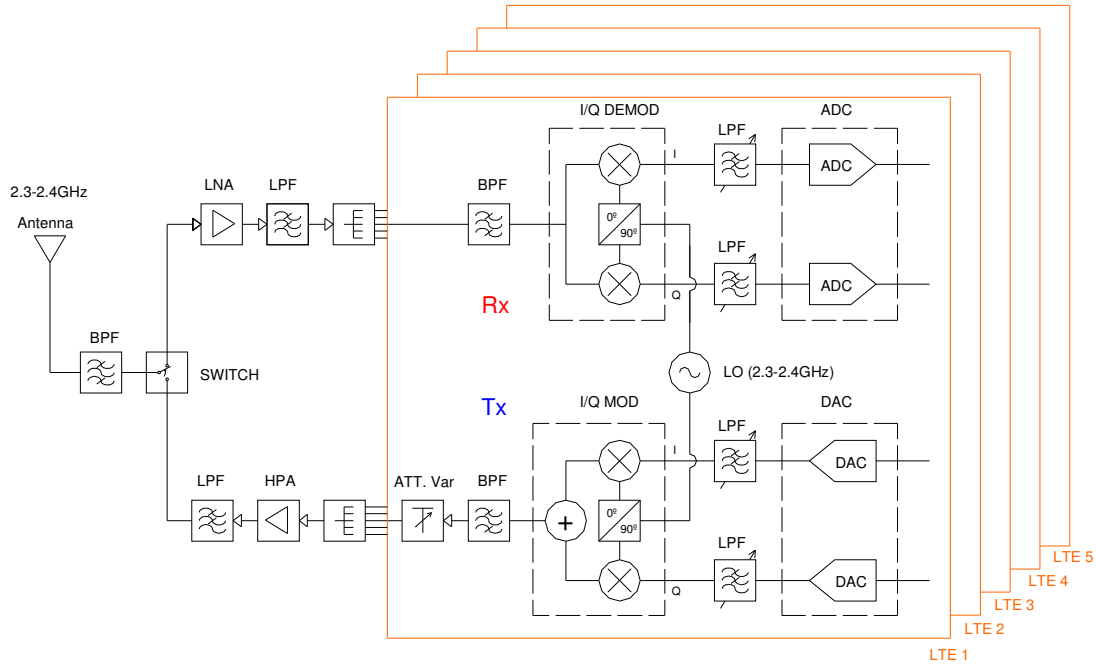 I/Q DEMOD
ADC
LPF
I
ADC
2.3-2.4GHz
Antenna
LNA
LPF
BPF
0º
90º
LPF
Q
ADC
Rx
BPF
SWITCH
LO (2.3-2.4GHz)
Tx
I/Q MOD
DAC
LPF
I
DAC
LPF
HPA
ATT. Var
BPF
+
0º
90º
LPF
Q
DAC
LTE 5
LTE 4
LTE 3
LTE 2
LTE 1